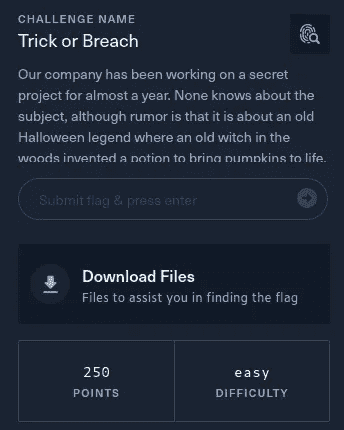 CHALLENGE NAME
Trick or Breach
Our company has been working on a secret
project for almost a year. None knows about the
subject, although rumor is that it is about an old
Halloween legend where an old witch in the
woods invented a potion to bring pumpkins to life.
Submit flag & press enter
Download Files
Files to assist you in finding the flag
250
POINTS
easy
DIFFICULTY